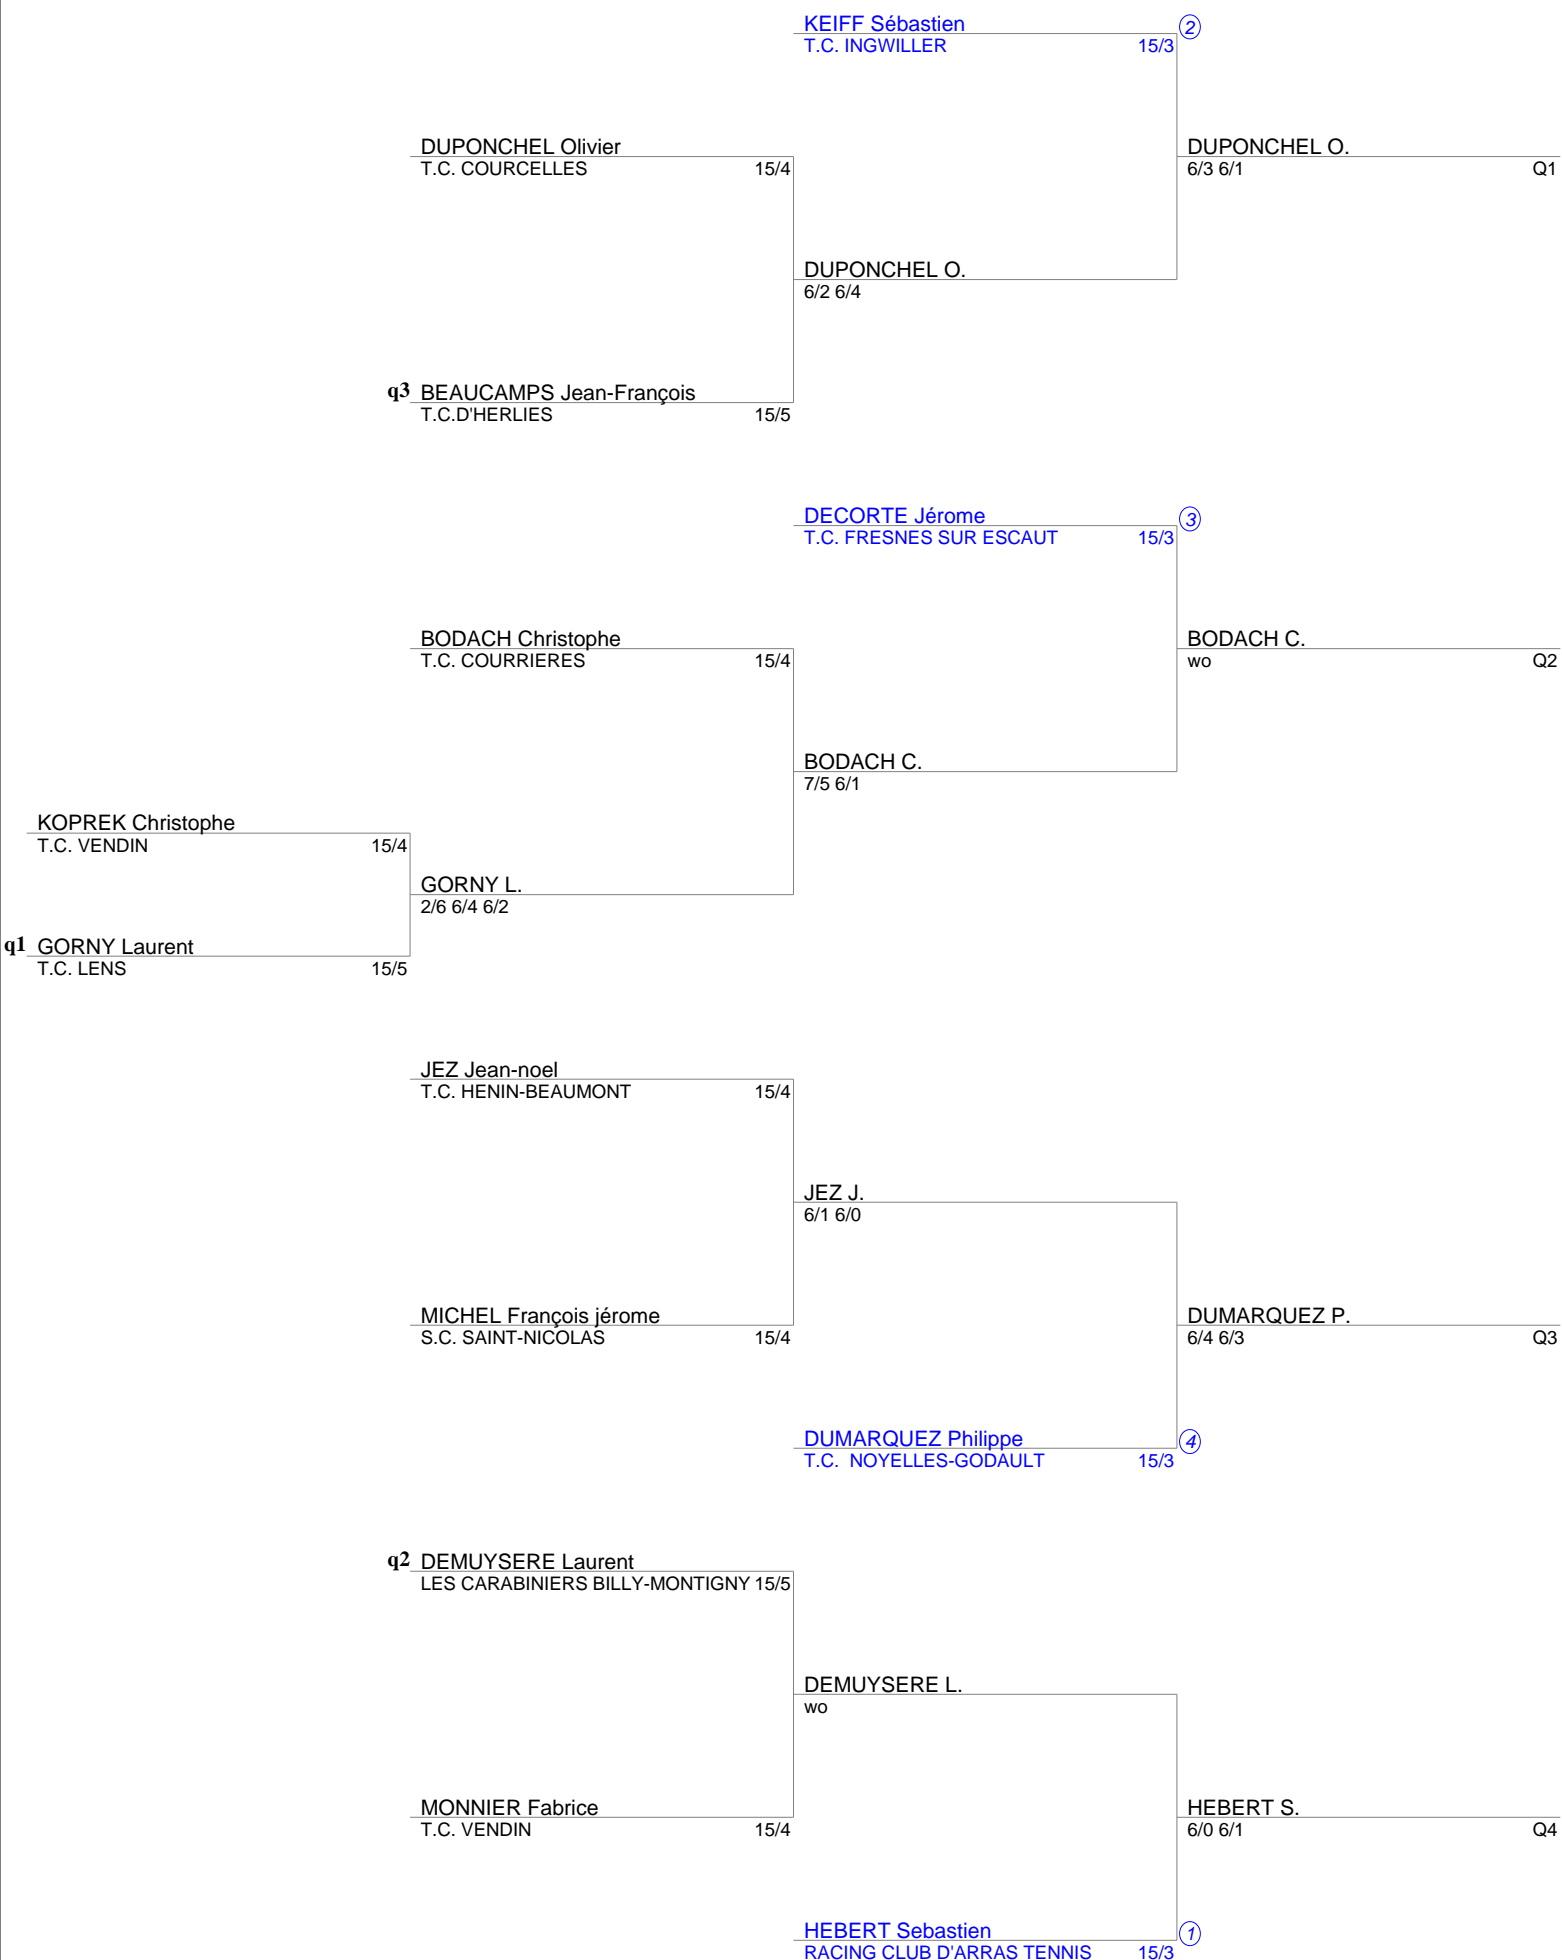 KEIFF Sébastien 2
T.C. INGWILLER 15/3
DUPONCHEL Olivier
T.C. COURCELLES 15/4
DUPONCHEL O.
6/3 6/1 Q1
DUPONCHEL O.
6/2 6/4
q3 BEAUCAMPS Jean-François
T.C.D'HERLIES 15/5
DECORTE Jérome 3
T.C. FRESNES SUR ESCAUT 15/3
BODACH Christophe
T.C. COURRIERES 15/4
BODACH C.
wo Q2
BODACH C.
7/5 6/1
KOPREK Christophe
T.C. VENDIN 15/4
GORNY L.
2/6 6/4 6/2
q1 GORNY Laurent
T.C. LENS 15/5
JEZ Jean-noel
T.C. HENIN-BEAUMONT 15/4
JEZ J.
6/1 6/0
MICHEL François jérome
S.C. SAINT-NICOLAS 15/4
DUMARQUEZ P.
6/4 6/3 Q3
DUMARQUEZ Philippe 4
T.C. NOYELLES-GODAULT 15/3
q2 DEMUYSERE Laurent
LES CARABINIERS BILLY-MONTIGNY 15/5
DEMUYSERE L.
wo
MONNIER Fabrice
T.C. VENDIN 15/4
HEBERT S.
6/0 6/1 Q4
HEBERT Sebastien 1
RACING CLUB D'ARRAS TENNIS 15/3